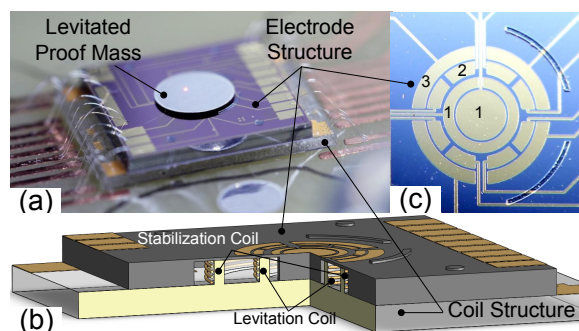 Levitated
Proof Mass
Electrode
Structure
(a)
3
2
1
1
(c)
Stabilization Coil
Levitation Coil
(b)
Coil Structure